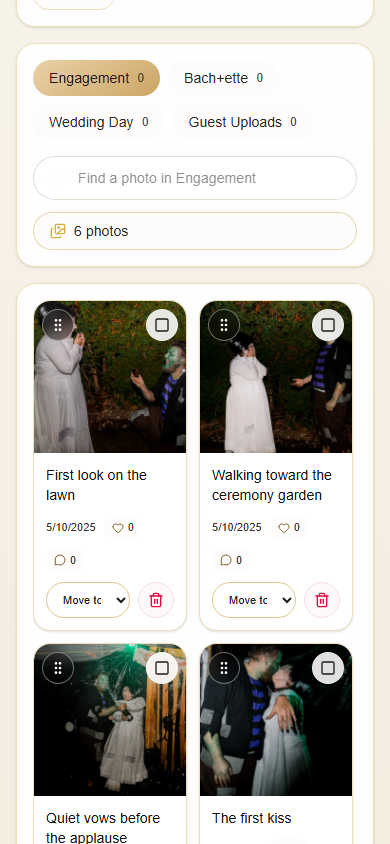 Engagement 0
Bach+ette 0
Wedding Day 0
Guest Uploads 0
Find a photo in Engagement
6 photos
First look on the
lawn
5/10/2025 0
0
Move to
Walking toward the
ceremony garden
5/10/2025 0
0
Move to
Quiet vows before
the applause
The first kiss